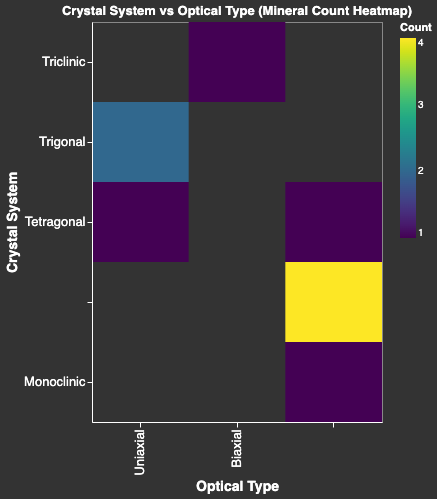 Crystal System vs Optical Type (Mineral Count Heatmap)
Count
4
3
2
1
Crystal System
Triclinic
Trigonal
Tetragonal
Monoclinic
Uniaxial
Biaxial
Optical Type